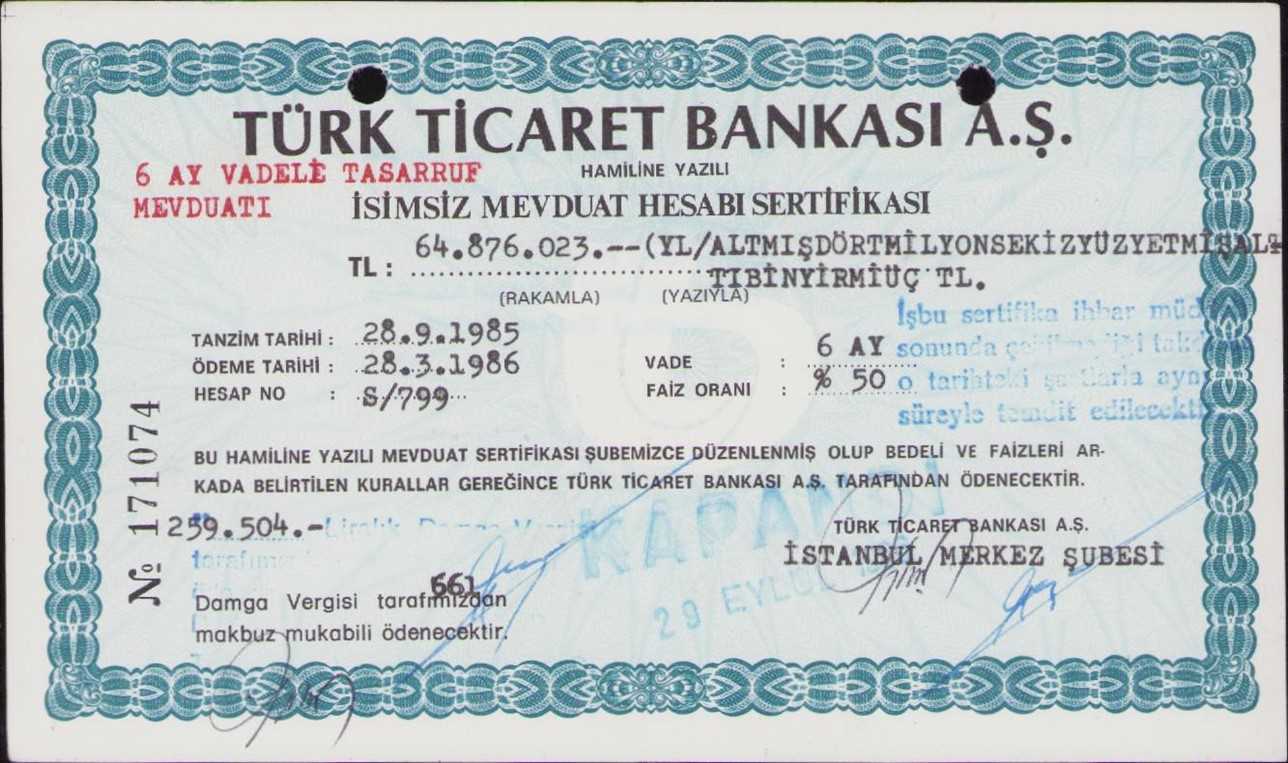 TÜRK TİCARET BANKASI A.Ş.
6 AY VADELİ TASARRUF
MEVDUATI
HAMİLİNE YAZILI
İSİMSİZ MEVDUAT HESABI SERTİFİKASI
TL : 64.876.023.--(YL/ALTMIŞDÖRTMİLYONSEKİZYÜZYETMİŞAL
TIBİNYİRMİÜÇ TL.
(RAKAMLA) (YAZIYLA)
İşbu sertifika ihbar
sonunda
o tarihteki şartlarla
süreyle temdit edilecekti
TANZİM TARİHİ : 28.9.1985
ÖDEME TARİHİ : 28.3.1986
HESAP NO : S/799
VADE : 6 AY
FAİZ ORANI : % 50
№ 171074
BU HAMİLİNE YAZILI MEVDUAT SERTİFİKASI ŞUBEMİZCE DÜZENLENMİŞ OLUP BEDELİ VE FAİZLERİ AR-
KADA BELİRTİLEN KURALLAR GEREĞİNCE TÜRK TİCARET BANKASI A.Ş. TARAFINDAN ÖDENECEKTİR.
259.504.- Liralık Damga
KAPANDI
29 EYLÜL
TÜRK TİCARET BANKASI A.Ş.
İSTANBUL MERKEZ ŞUBESİ
661
Damga Vergisi tarafımızdan
makbuz mukabili ödenecektir.